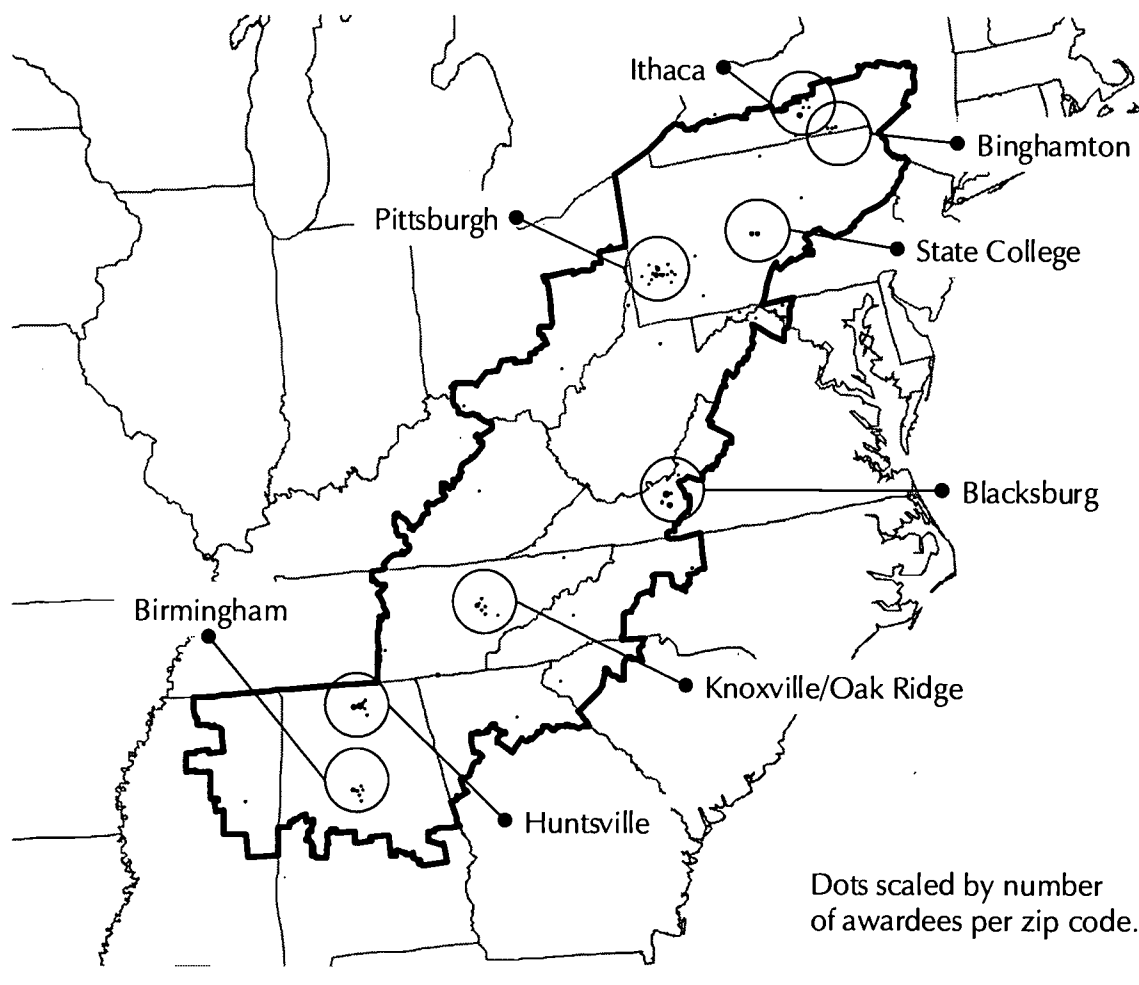 Ithaca
Binghamton
Pittsburgh
State College
Blacksburg
Birmingham
Knoxville/Oak Ridge
Huntsville
Dots scaled by number
of awardees per zip code.